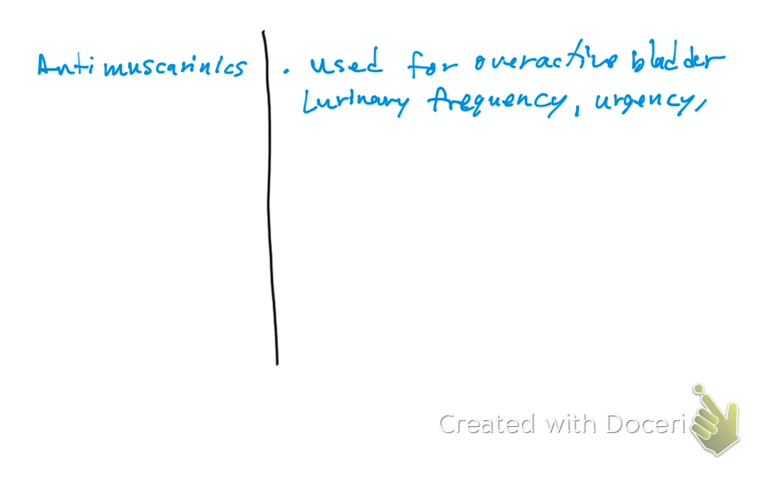 Antimuscarinics
• used for overactive bladder
(urinary frequency, urgency,
Created with Doceri